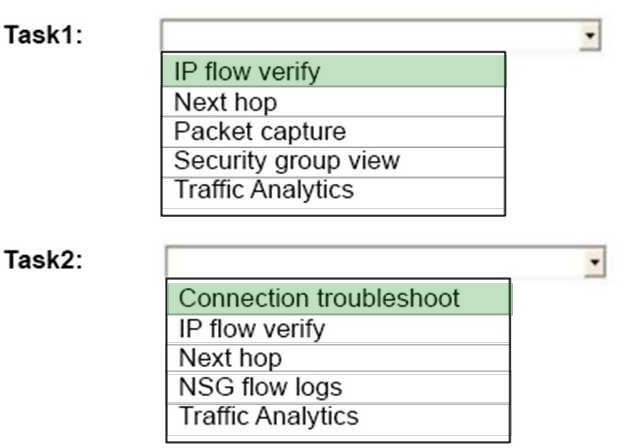 Task1:
IP flow verify
Next hop
Packet capture
Security group view
Traffic Analytics
Task2:
Connection troubleshoot
IP flow verify
Next hop
NSG flow logs
Traffic Analytics